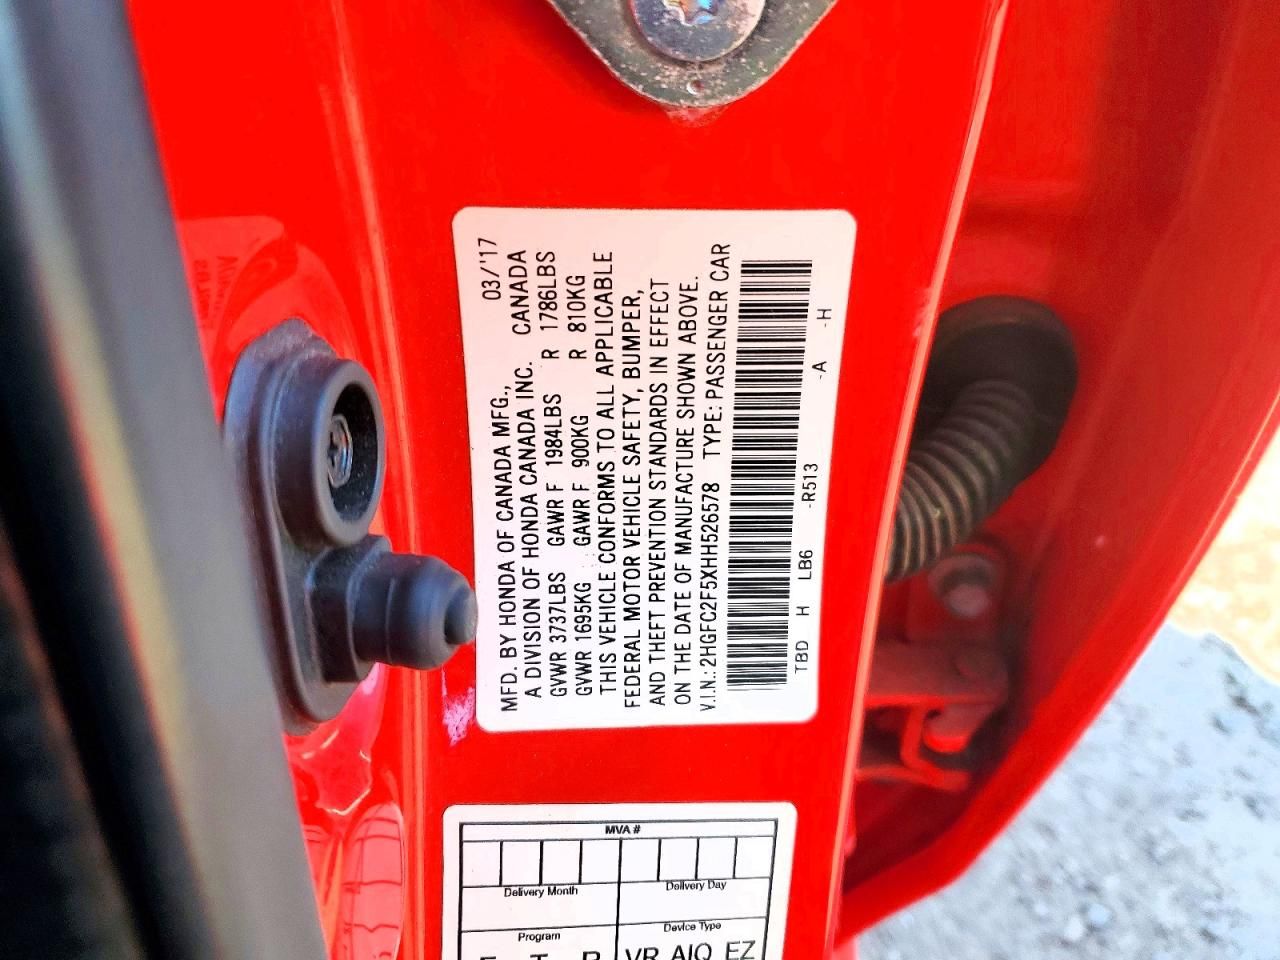 MFD. BY HONDA OF CANADA MFG., 03/'17
A DIVISION OF HONDA CANADA INC. CANADA
GVWR 3737LBS GAWR F 1984LBS R 1786LBS
GVWR 1695KG GAWR F 900KG R 810KG
THIS VEHICLE CONFORMS TO ALL APPLICABLE
FEDERAL MOTOR VEHICLE SAFETY, BUMPER,
AND THEFT PREVENTION STANDARDS IN EFFECT
ON THE DATE OF MANUFACTURE SHOWN ABOVE.
V.I.N.: 2HGFC2F5XHH526578 TYPE: PASSENGER CAR
TBD H LB6 -R513 -A -H
MVA #
Delivery Month Delivery Day
Program Device Type
VR AIQ EZ